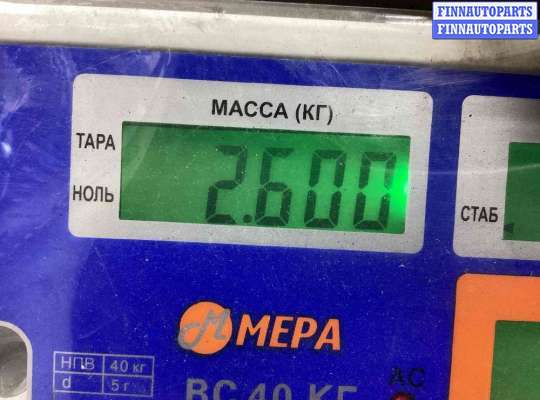 FINNAUTOPARTS
FINNAUTOPARTS
МАССА (КГ)
ТАРА
НОЛЬ
2.600
СТАБ
М МЕРА
НПВ 40 кг
d 5 г
ВС 40 КГ
AC